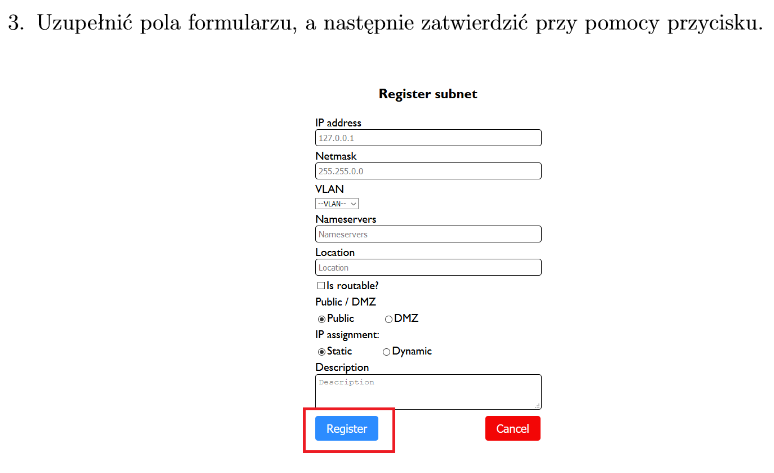 3. Uzupełnić pola formularzu, a następnie zatwierdzić przy pomocy przycisku.
Register subnet
IP address
127.0.0.1
Netmask
255.255.0.0
VLAN
--VLAN--
Nameservers
Nameservers
Location
Location
Is routable?
Public / DMZ
Public DMZ
IP assignment:
Static Dynamic
Description
Description
Register Cancel